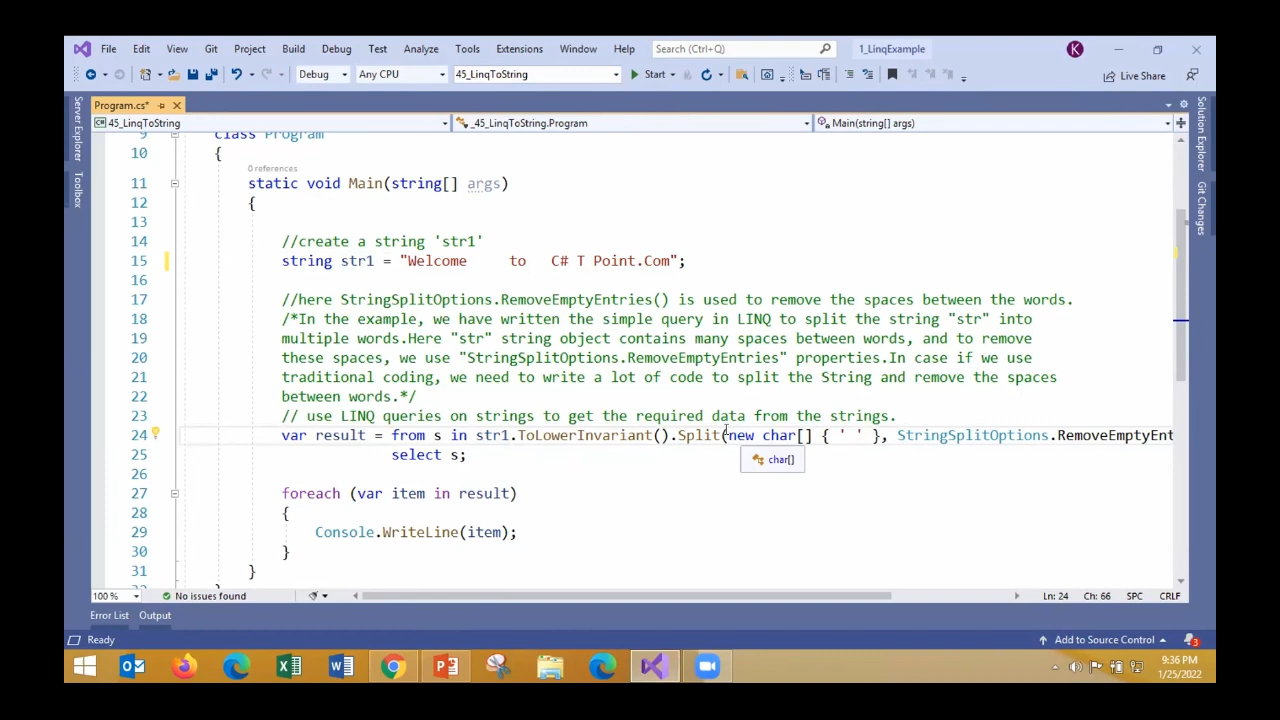 File Edit View Git Project Build Debug Test Analyze Tools Extensions Window Help Search (Ctrl+Q) 1_LinqExample K
Debug Any CPU 45_LinqToString Start Live Share
Program.cs*
45_LinqToString _45_LinqToString.Program Main(string[] args)
Server Explorer
Toolbox
Solution Explorer
Git Changes
9 class Program
10 {
0 references
11 static void Main(string[] args)
12 {
13
14 //create a string 'str1'
15 string str1 = "Welcome     to   C# T Point.Com";
16
17 //here StringSplitOptions.RemoveEmptyEntries() is used to remove the spaces between the words.
18 /*In the example, we have written the simple query in LINQ to split the string "str" into
19 multiple words.Here "str" string object contains many spaces between words, and to remove
20 these spaces, we use "StringSplitOptions.RemoveEmptyEntries" properties.In case if we use
21 traditional coding, we need to write a lot of code to split the String and remove the spaces
22 between words.*/
23 // use LINQ queries on strings to get the required data from the strings.
24 var result = from s in str1.ToLowerInvariant().Split(new char[] { ' ' }, StringSplitOptions.RemoveEmptyEnt
25 select s;
char[]
26
27 foreach (var item in result)
28 {
29 Console.WriteLine(item);
30 }
31 }
100 % No issues found Ln: 24 Ch: 66 SPC CRLF
Error List Output
Ready Add to Source Control 3
9:36 PM
1/25/2022